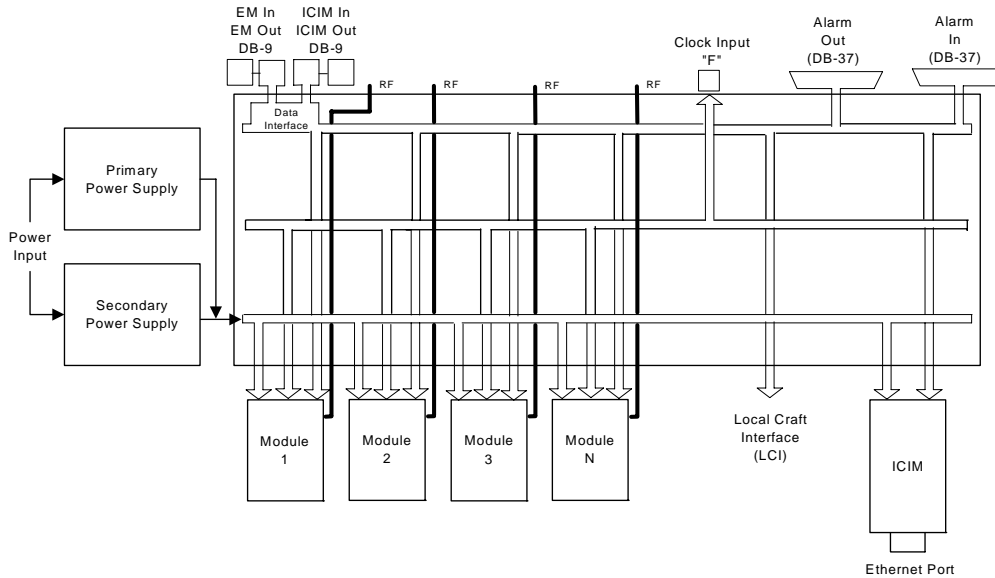 EM In
EM Out
DB-9
ICIM In
ICIM Out
DB-9
Clock Input
"F"
Alarm
Out
(DB-37)
Alarm
In
(DB-37)
RF
RF
RF
RF
Data
Interface
Primary
Power Supply
Power
Input
Secondary
Power Supply
Module
1
Module
2
Module
3
Module
N
Local Craft
Interface
(LCI)
ICIM
Ethernet Port